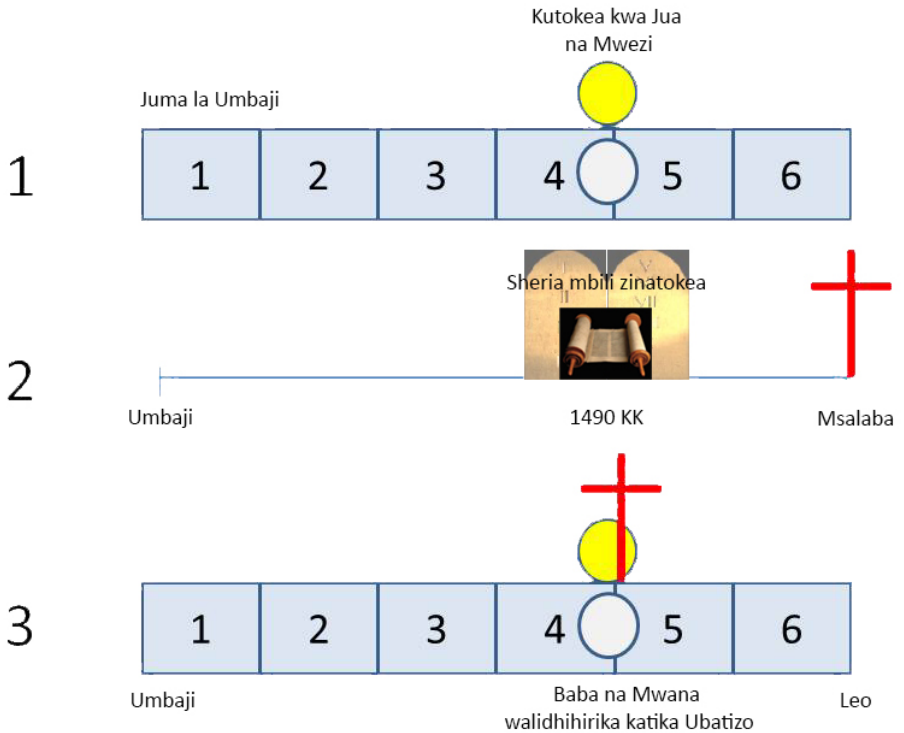 Kutokea kwa Jua
na Mwezi
Juma la Umbaji
1
1 2 3 4 5 6
Sheria mbili zinatokea
I V
II VII
2
Umbaji 1490 KK Msalaba
3
1 2 3 4 5 6
Umbaji Baba na Mwana Leo
walidhihirika katika Ubatizo